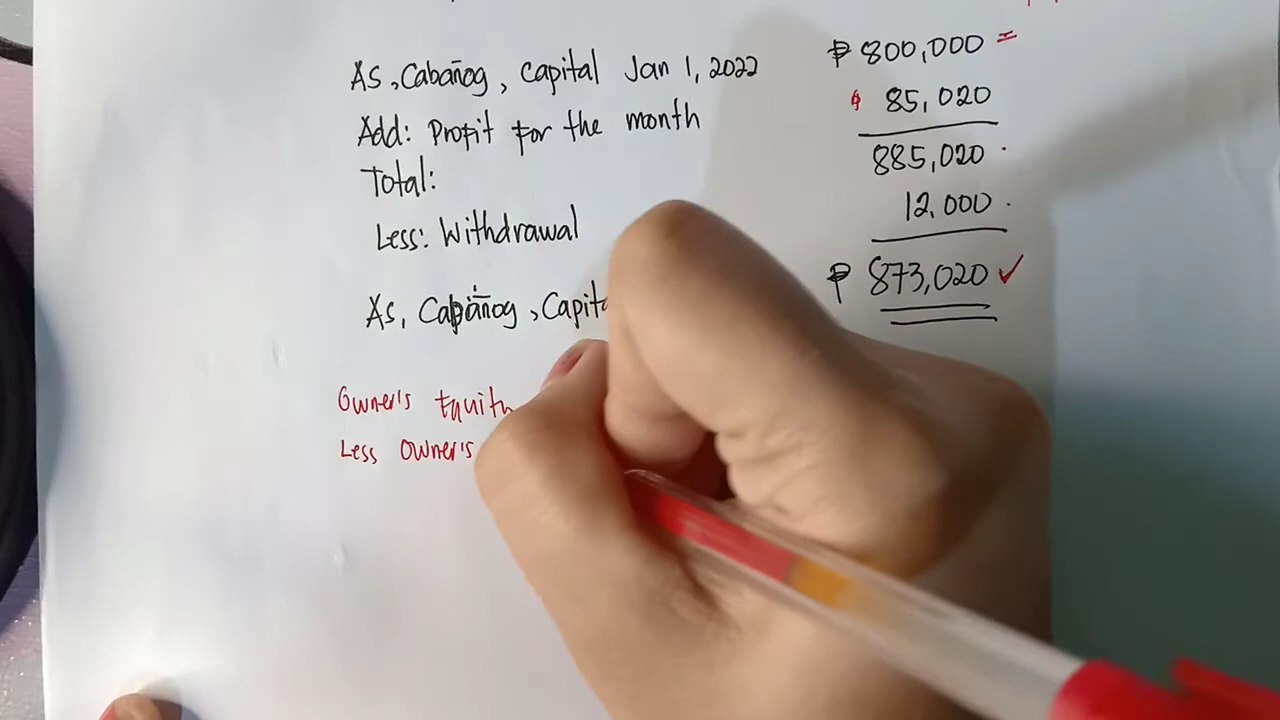 As, Cabañog, Capital Jan 1, 2022 ₱ 800,000 =
Add: Profit for the month 85,020
Total: 885,020
Less: Withdrawal 12,000
As, Cabañog, Capit ₱ 873,020 ✓
Owner's Equity
Less Owner's